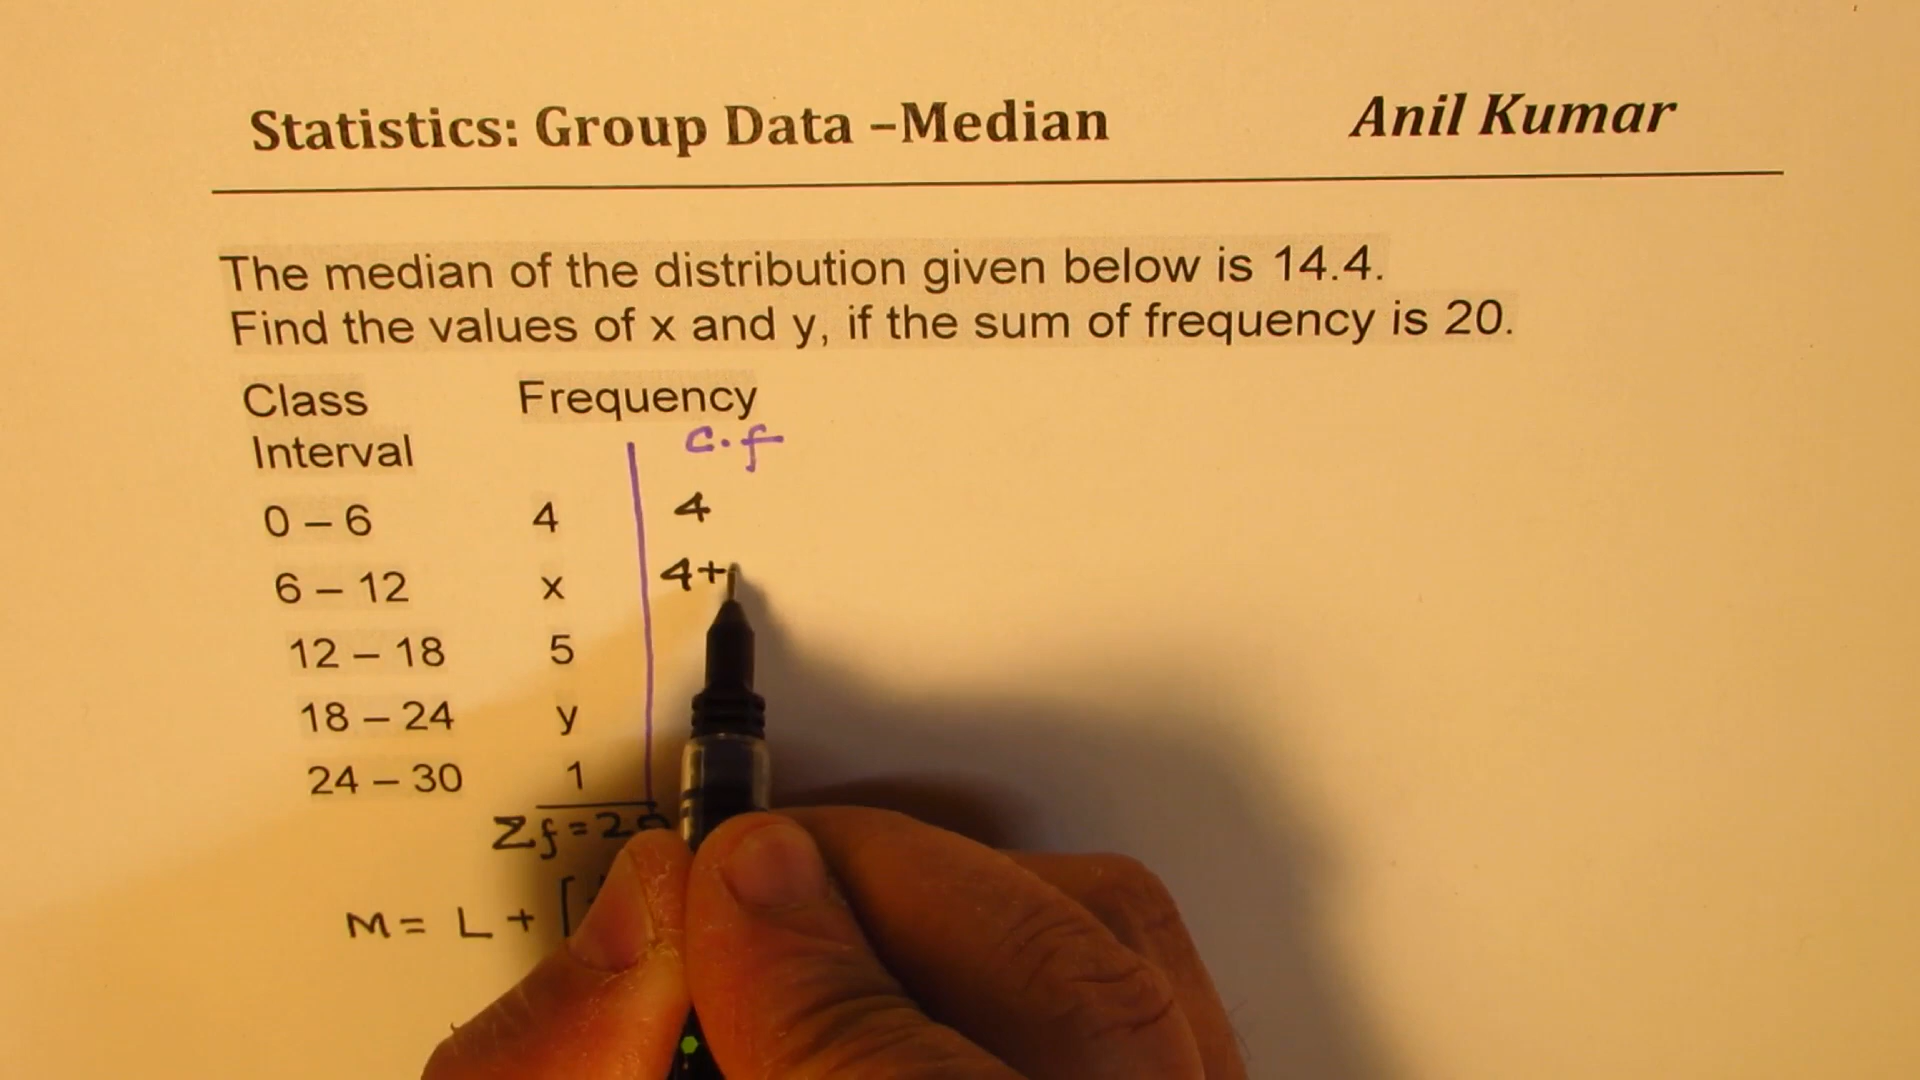 Statistics: Group Data –Median Anil Kumar
The median of the distribution given below is 14.4.
Find the values of x and y, if the sum of frequency is 20.
Class Interval Frequency
c.f
0 – 6 4 4
6 – 12 x 4+
12 – 18 5
18 – 24 y
24 – 30 1
Σf = 20
M = L + [